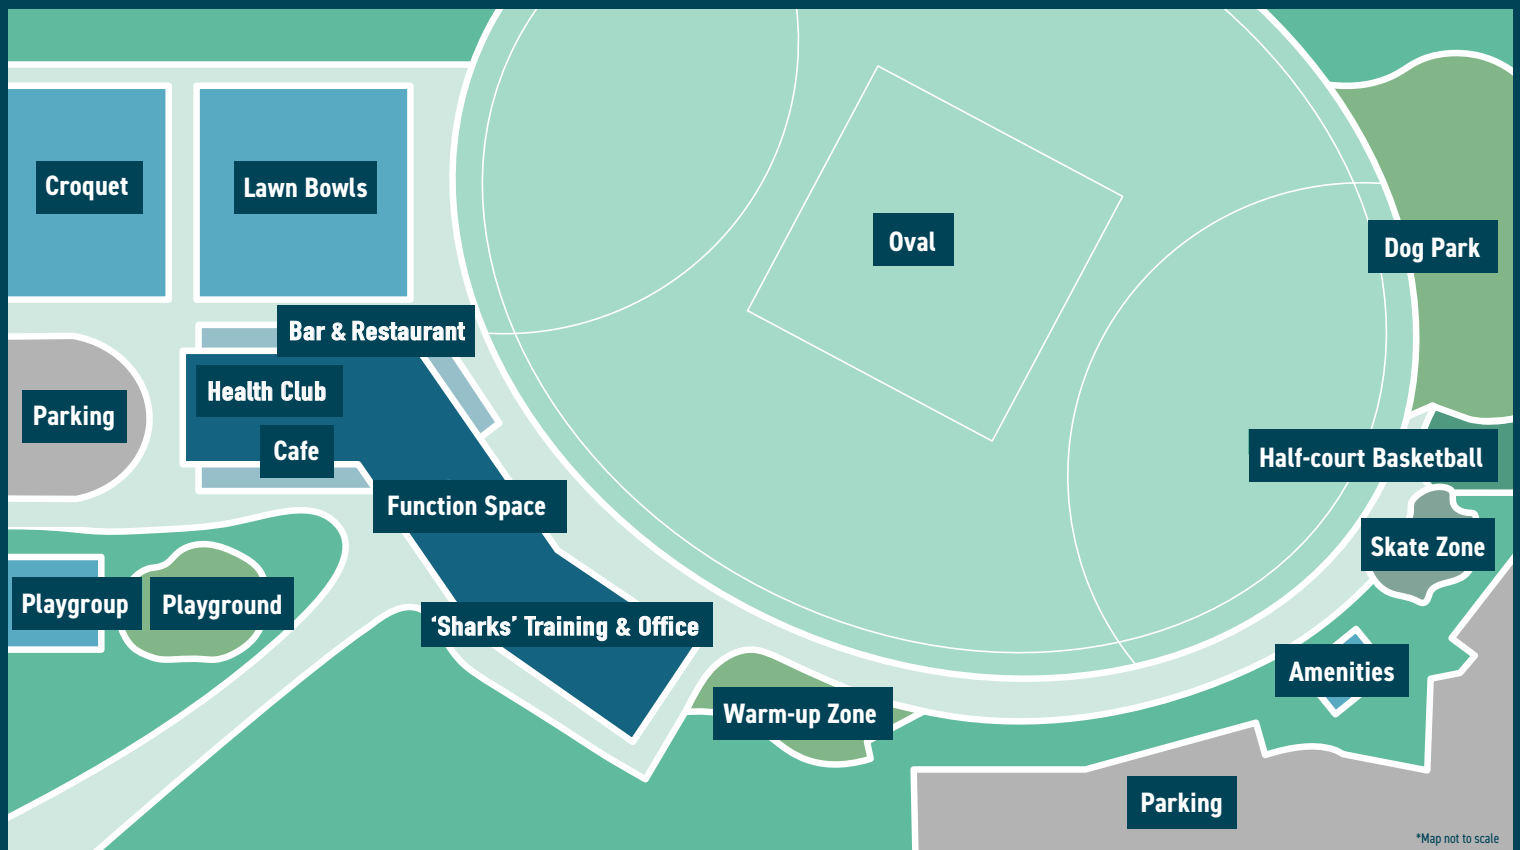 Croquet
Lawn Bowls
Oval
Dog Park
Bar & Restaurant
Health Club
Parking
Cafe
Half-court Basketball
Function Space
Skate Zone
Playgroup
Playground
‘Sharks’ Training & Office
Amenities
Warm-up Zone
Parking
*Map not to scale